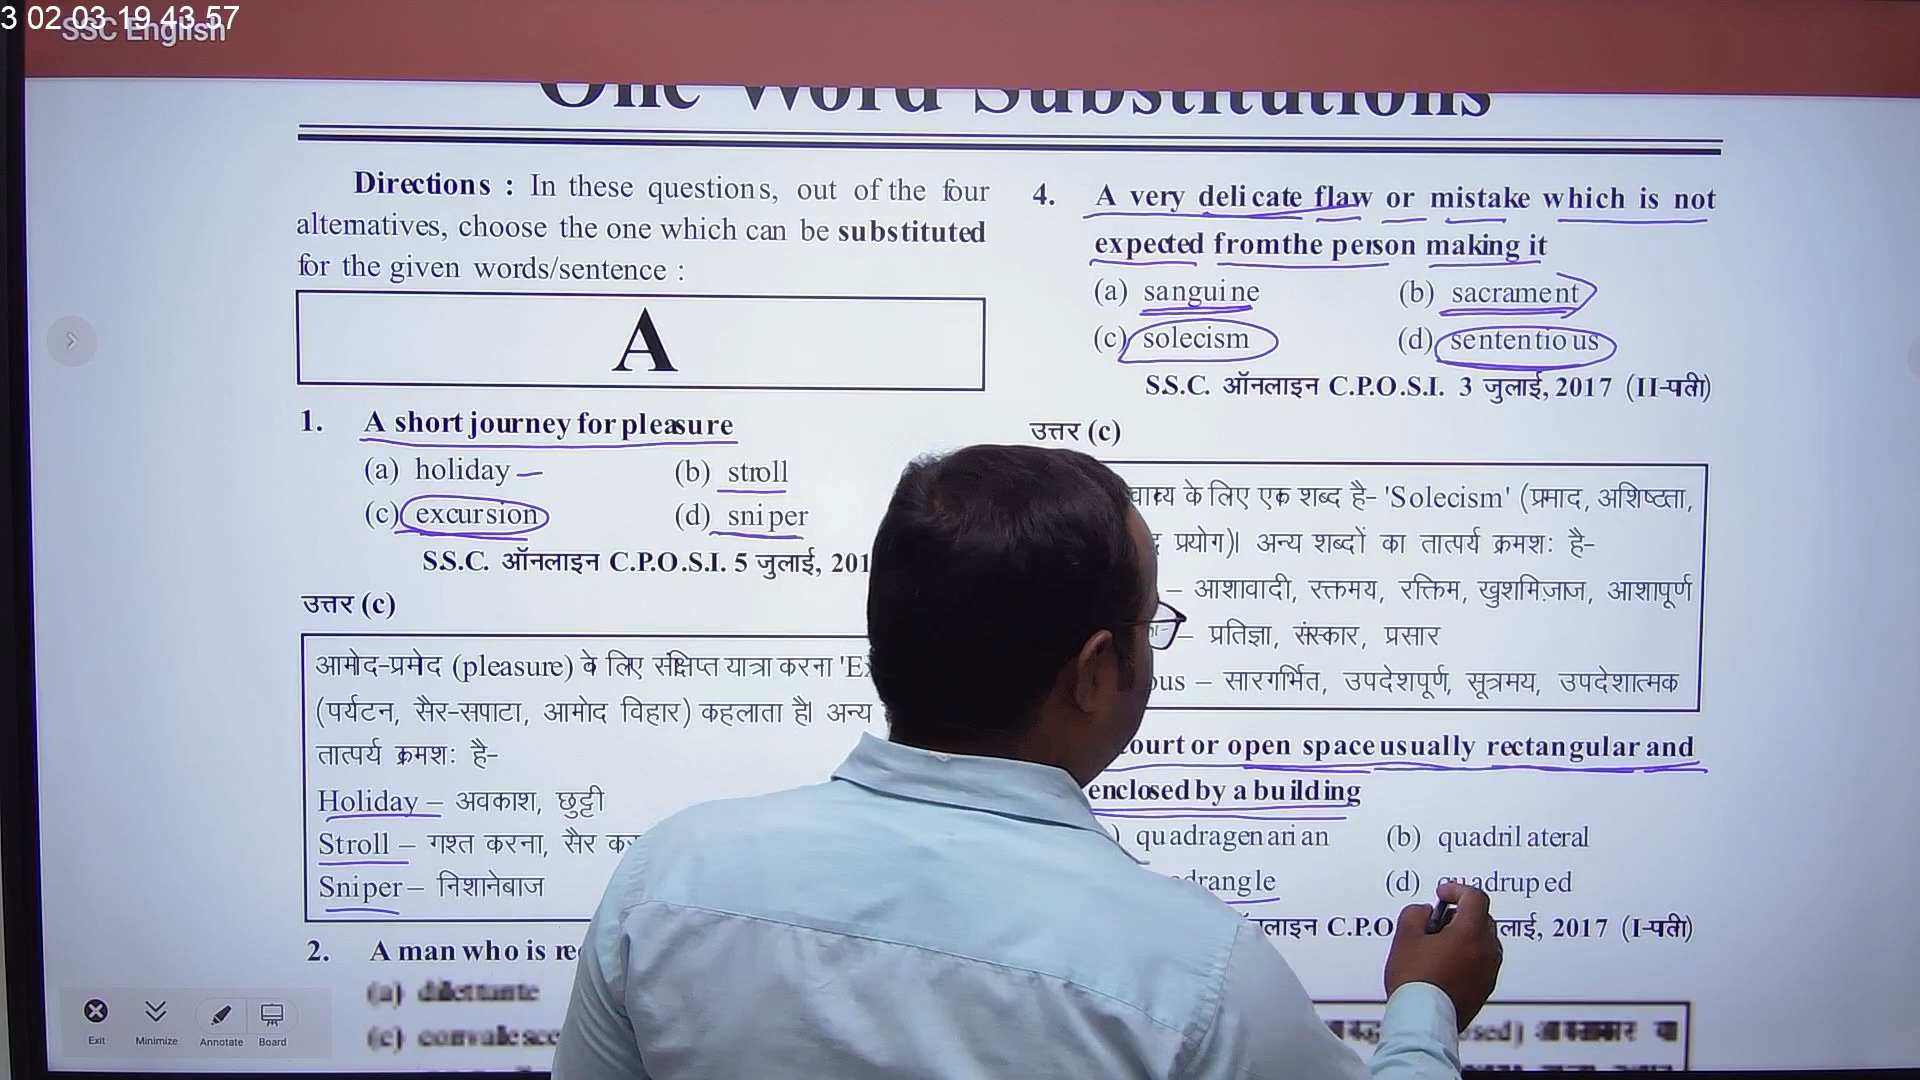 3 02 03 19 43 57
SSC English
One Word Substitutions
Directions : In these questions, out of the four
alternatives, choose the one which can be substituted
for the given words/sentence :
A
1. A short journey for pleasure
(a) holiday (b) stroll
(c) excursion (d) sniper
S.S.C. ऑनलाइन C.P.O.S.I. 5 जुलाई, 201
उत्तर (c)
आमोद-प्रमोद (pleasure) के लिए संक्षिप्त यात्रा करना
(पर्यटन, सैर-सपाटा, आमोद विहार) कहलाता है। अन्य
तात्पर्य क्रमशः है-
Holiday – अवकाश, छुट्टी
Stroll – गश्त करना, सैर
Sniper – निशानेबाज
2. A man who is
(a) dilettante
(c)
4. A very delicate flaw or mistake which is not
expected from the person making it
(a) sanguine (b) sacrament
(c) solecism (d) sententious
S.S.C. ऑनलाइन C.P.O.S.I. 3 जुलाई, 2017 (II-पाली)
उत्तर (c)
के लिए एक शब्द है- 'Solecism' (प्रमाद, अशिष्टता,
प्रयोग)। अन्य शब्दों का तात्पर्य क्रमशः है-
– आशावादी, रक्तमय, रक्तिम, खुशमिज़ाज, आशापूर्ण
– प्रतिज्ञा, संस्कार, प्रसार
– सारगर्भित, उपदेशपूर्ण, सूत्रमय, उपदेशात्मक
court or open space usually rectangular and
enclosed by a building
quadragenarian (b) quadrilateral
drangle (d) quadruped
C.P.O 2017 (I-पाली)
Exit Minimize Annotate Board